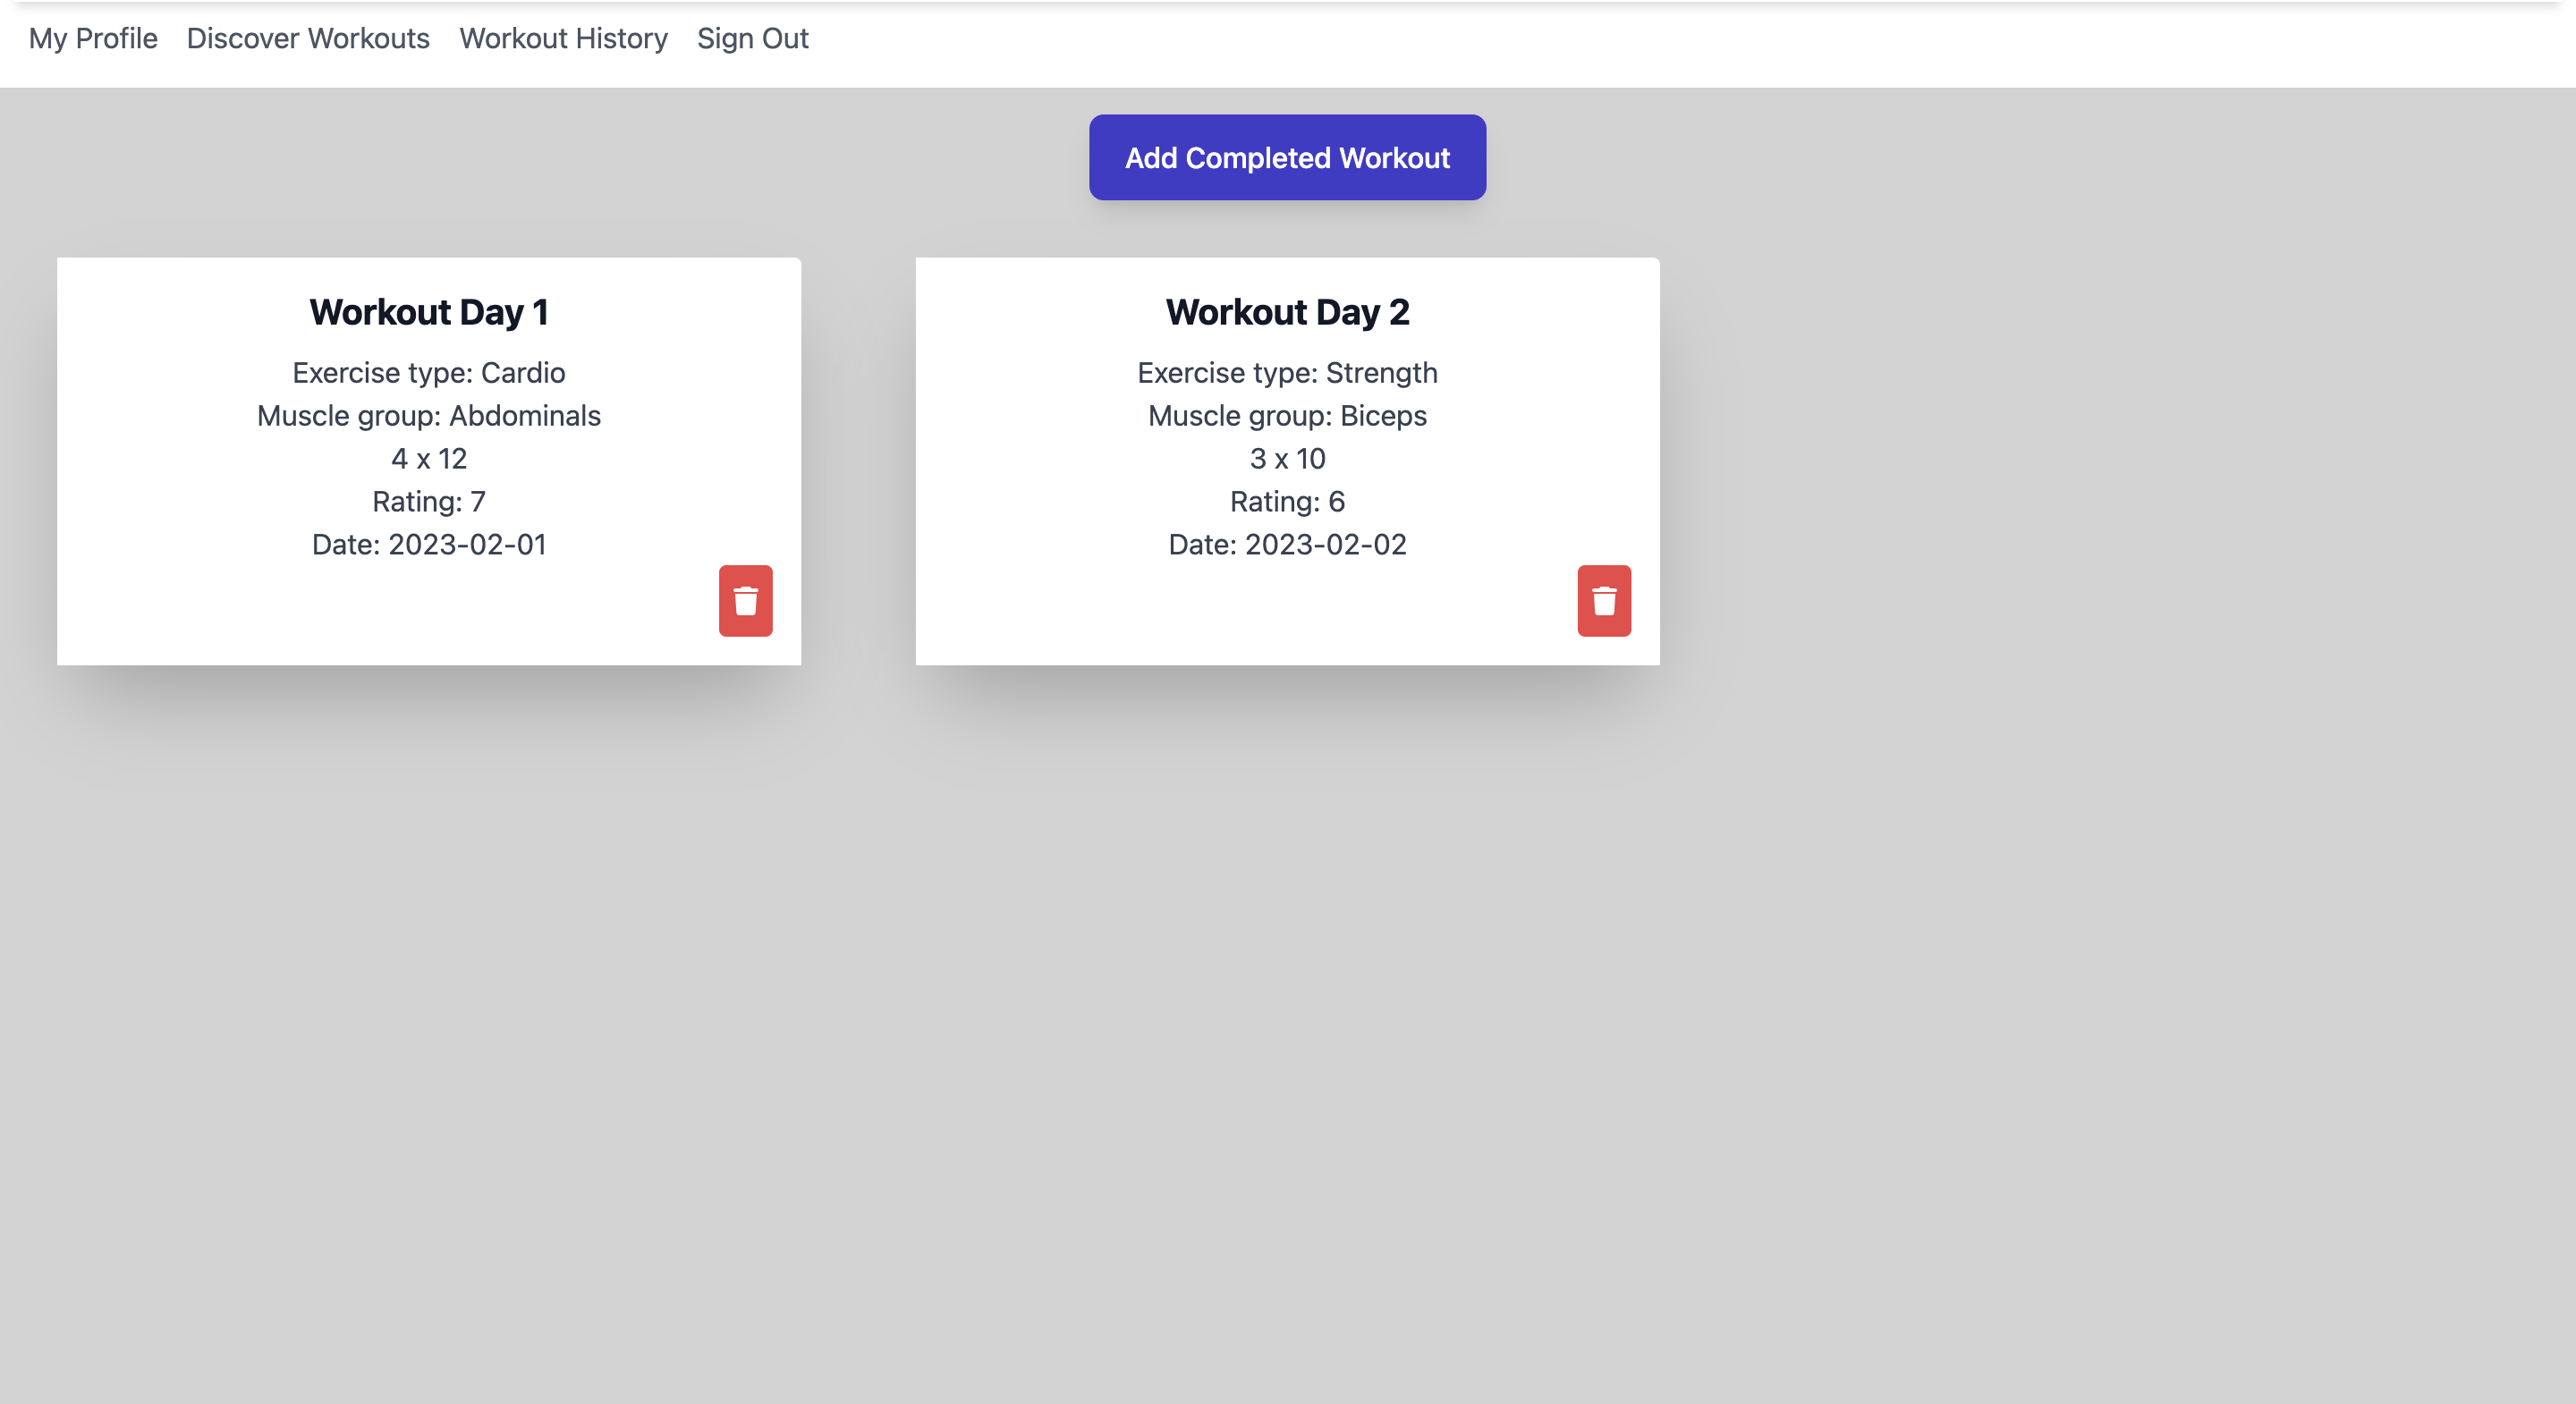 My Profile Discover Workouts Workout History Sign Out
Add Completed Workout
Workout Day 1
Exercise type: Cardio
Muscle group: Abdominals
4 x 12
Rating: 7
Date: 2023-02-01
Workout Day 2
Exercise type: Strength
Muscle group: Biceps
3 x 10
Rating: 6
Date: 2023-02-02